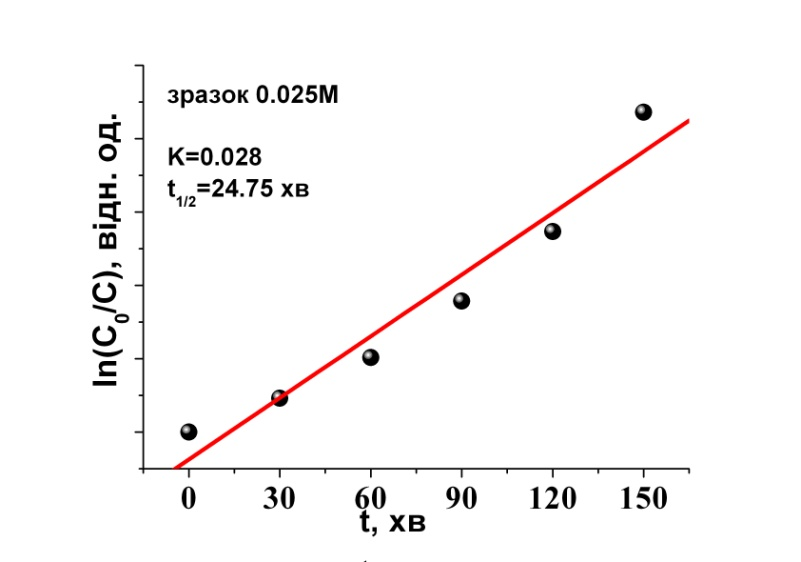 зразок 0.025М
K=0.028
t1/2=24.75 хв
ln(C0/C), відн. од.
0 30 60 90 120 150
t, хв